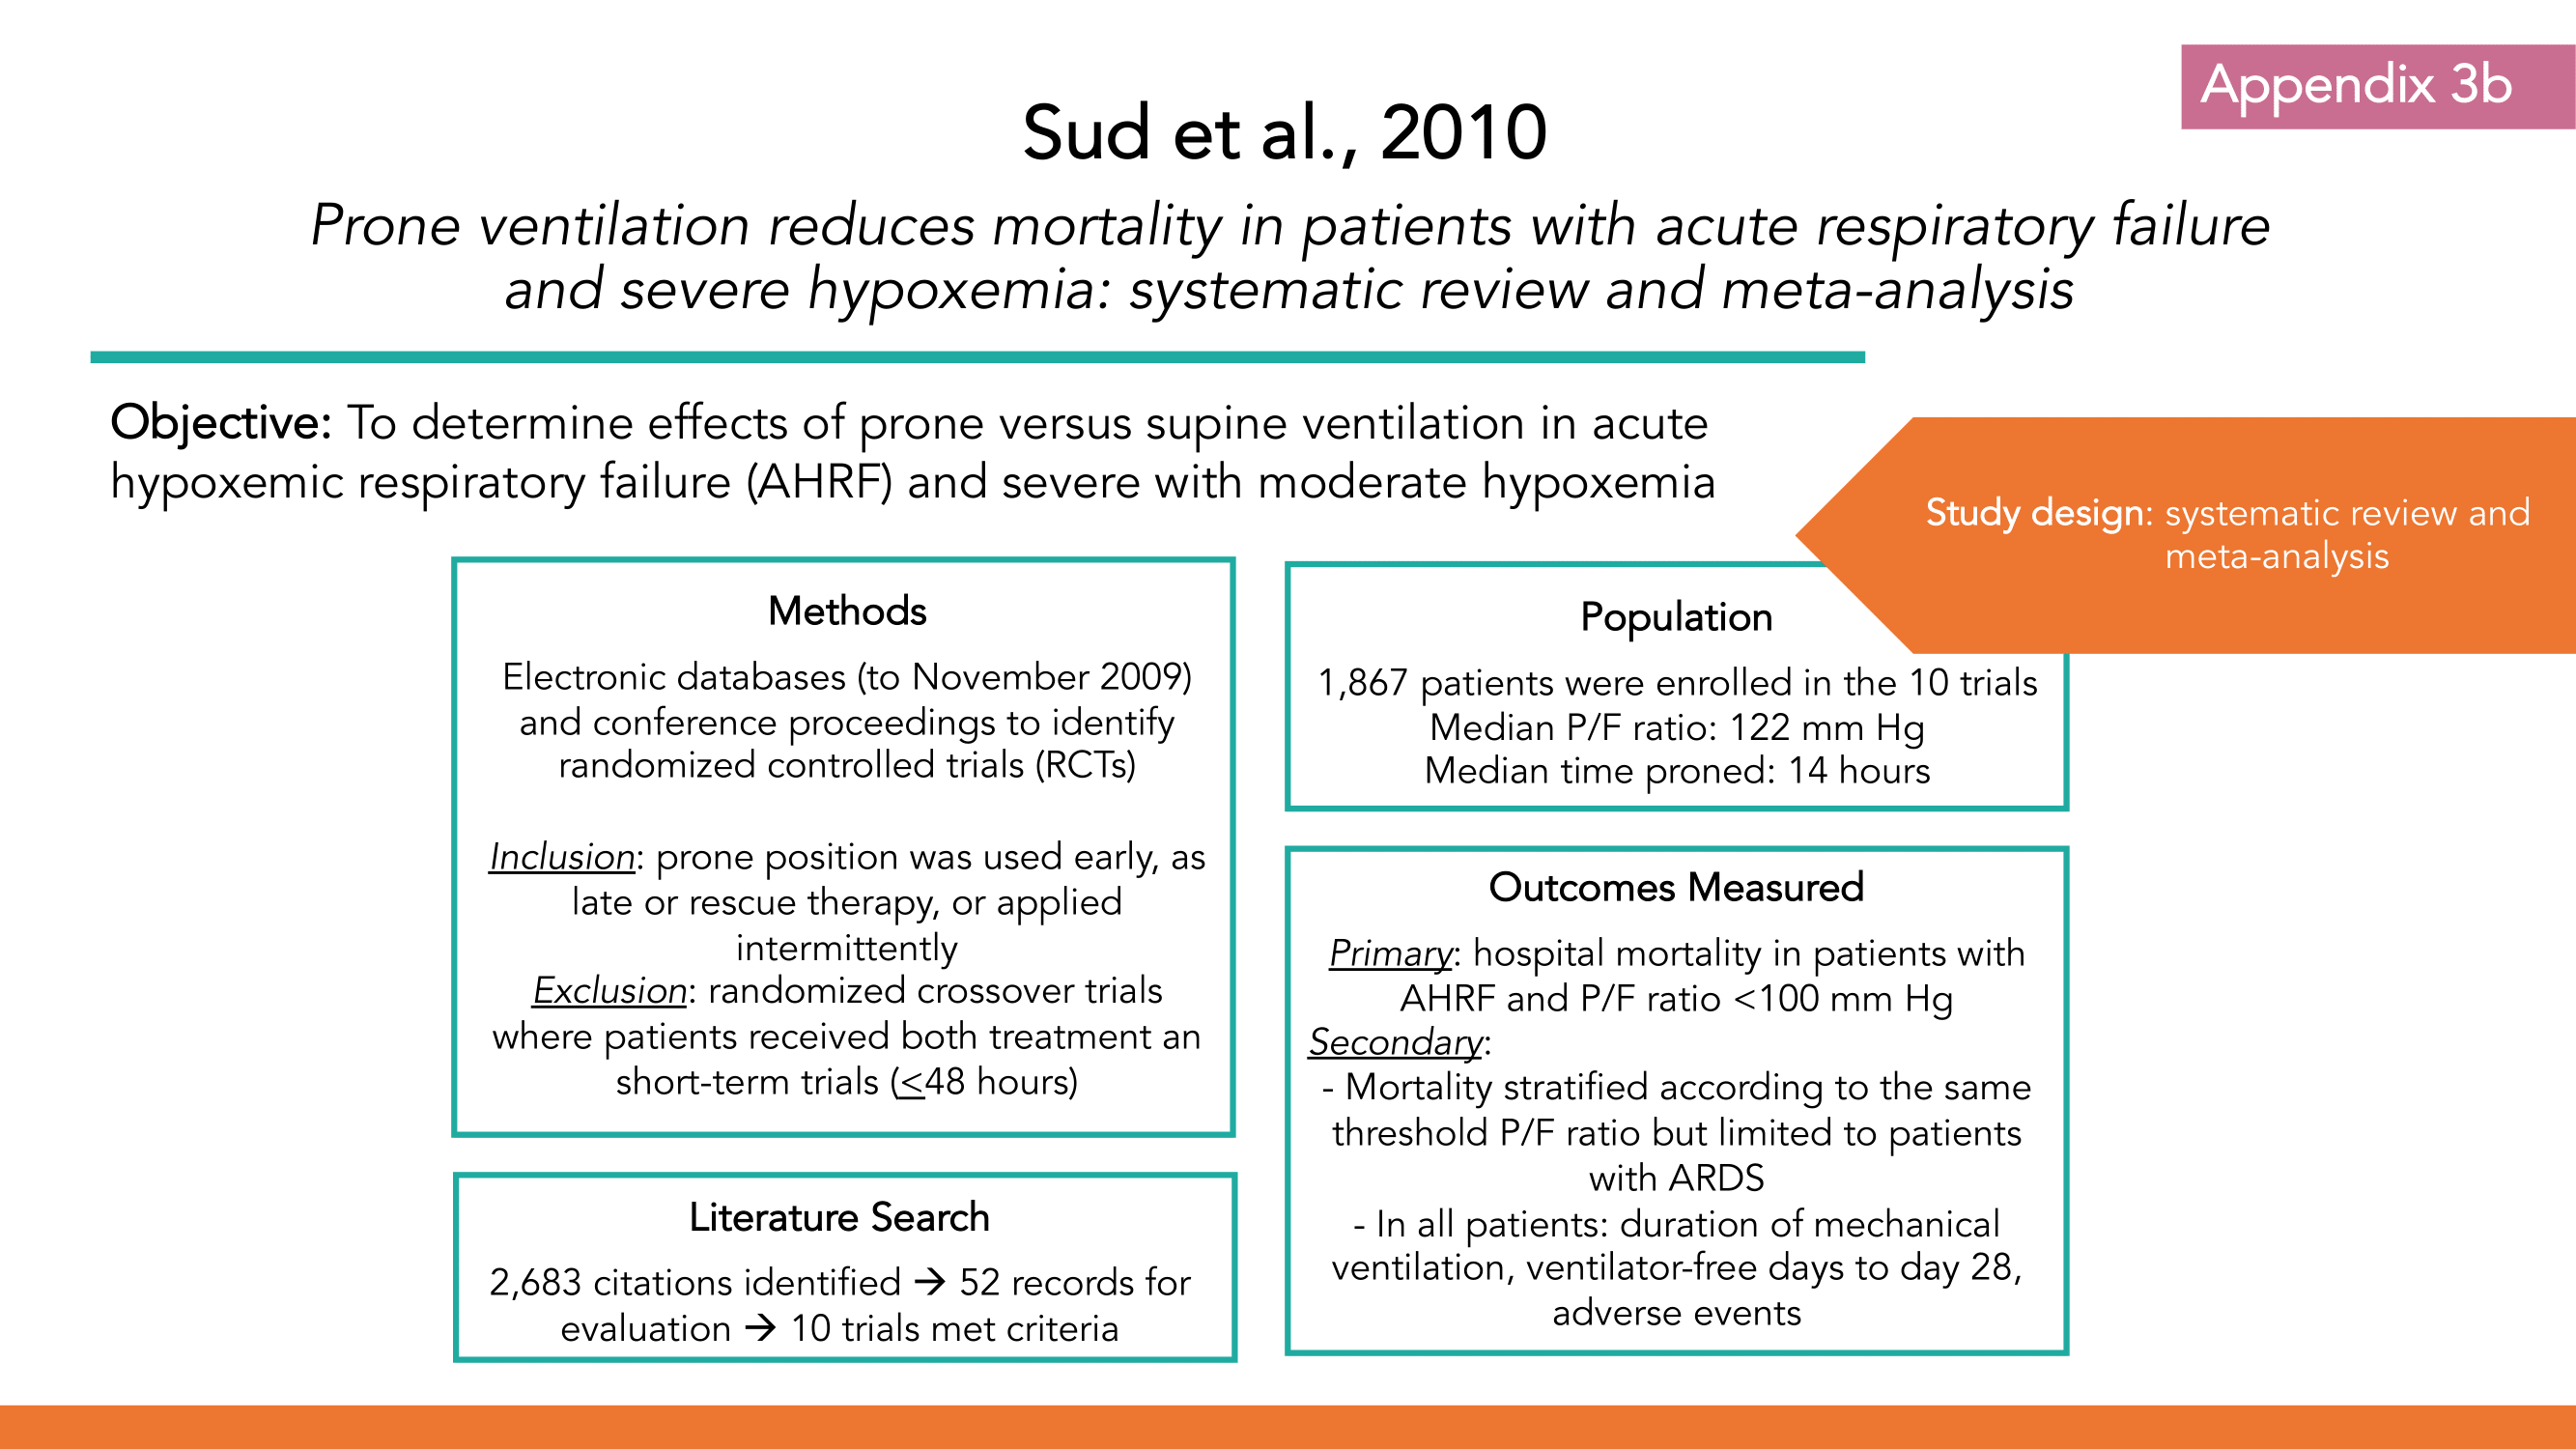 Appendix 3b
Sud et al., 2010
Prone ventilation reduces mortality in patients with acute respiratory failure
and severe hypoxemia: systematic review and meta-analysis
Objective: To determine effects of prone versus supine ventilation in acute
hypoxemic respiratory failure (AHRF) and severe with moderate hypoxemia
Study design: systematic review and
meta-analysis
Methods
Electronic databases (to November 2009)
and conference proceedings to identify
randomized controlled trials (RCTs)
Inclusion: prone position was used early, as
late or rescue therapy, or applied
intermittently
Exclusion: randomized crossover trials
where patients received both treatment an
short-term trials (≤48 hours)
Literature Search
2,683 citations identified → 52 records for
evaluation → 10 trials met criteria
Population
1,867 patients were enrolled in the 10 trials
Median P/F ratio: 122 mm Hg
Median time proned: 14 hours
Outcomes Measured
Primary: hospital mortality in patients with
AHRF and P/F ratio <100 mm Hg
Secondary:
- Mortality stratified according to the same
threshold P/F ratio but limited to patients
with ARDS
- In all patients: duration of mechanical
ventilation, ventilator-free days to day 28,
adverse events